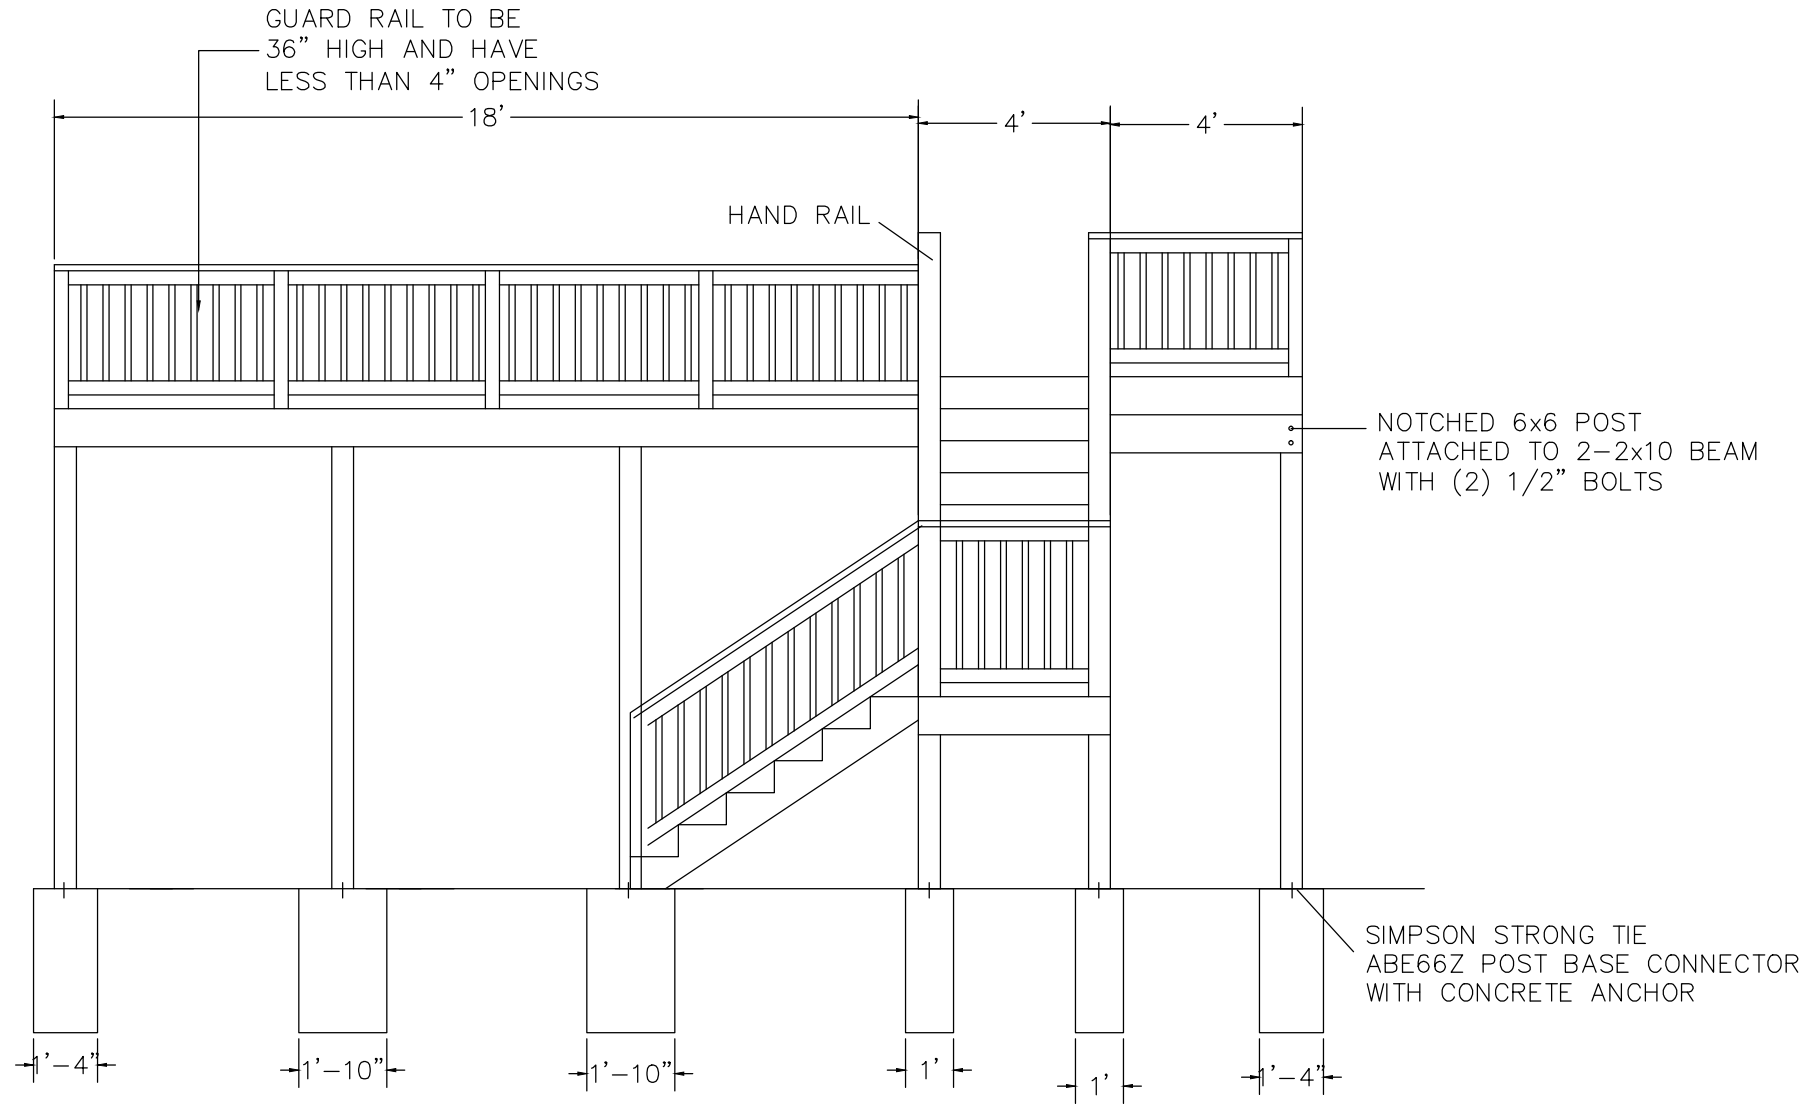 GUARD RAIL TO BE
36" HIGH AND HAVE
LESS THAN 4" OPENINGS
18'
4'
4'
HAND RAIL
NOTCHED 6x6 POST
ATTACHED TO 2-2x10 BEAM
WITH (2) 1/2" BOLTS
SIMPSON STRONG TIE
ABE66Z POST BASE CONNECTOR
WITH CONCRETE ANCHOR
1'-4"
1'-10"
1'-10"
1'
1'
1'-4"